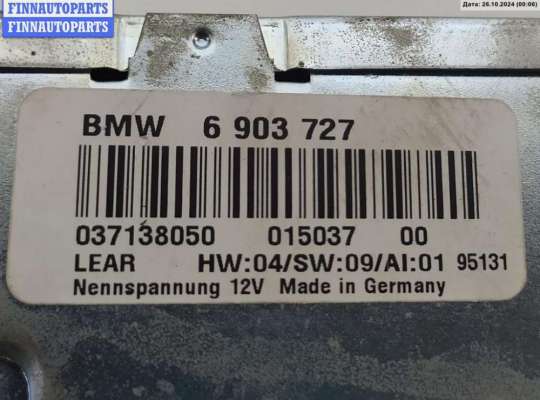 FINNAUTOPARTS
FINNAUTOPARTS
Дата: 26.10.2024 (00:06)
BMW 6 903 727
037138050 015037 00
LEAR HW:04/SW:09/AI:01 95131
Nennspannung 12V Made in Germany